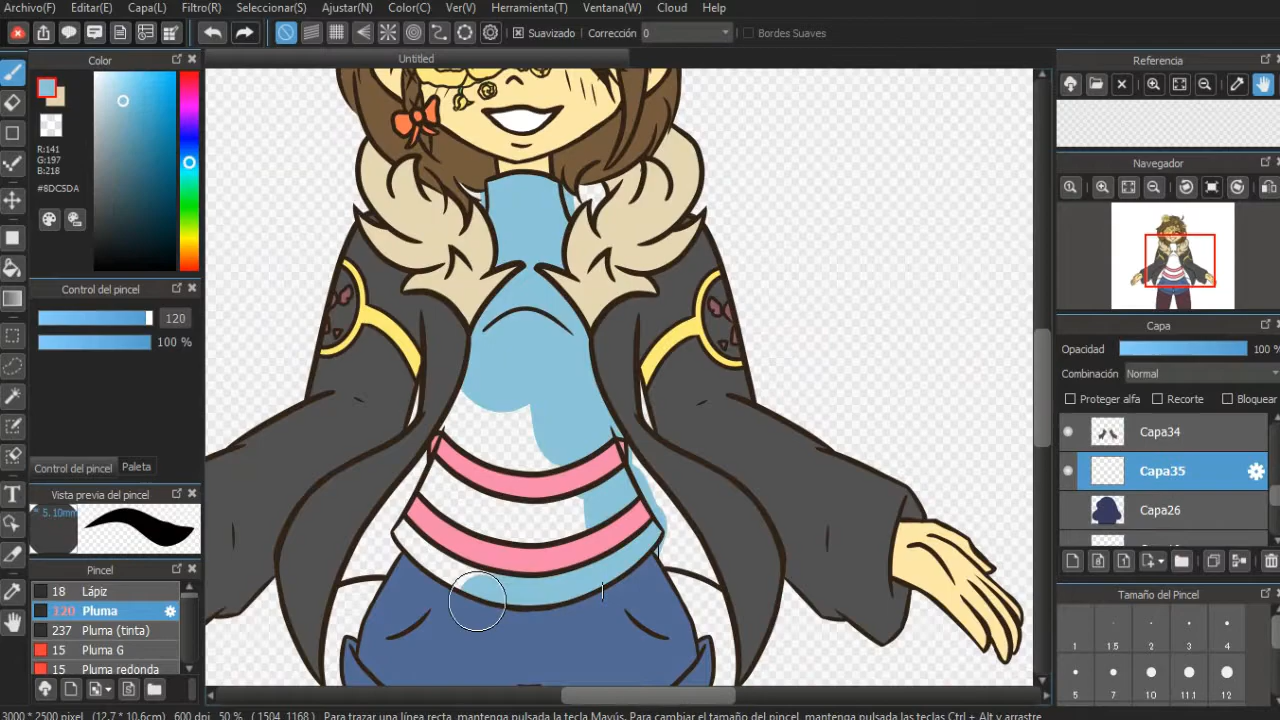 Archivo(F) Editar(E) Capa(L) Filtro(R) Seleccionar(S) Ajustar(N) Color(C) Ver(V) Herramienta(T) Ventana(W) Cloud Help
Suavizado Corrección 0 Bordes Suaves
Untitled
Color
R:141
G:197
B:218
#8DC5DA
Control del pincel
120
100 %
Control del pincel Paleta
Vista previa del pincel
* 5.10mm
Pincel
18 Lápiz
120 Pluma
237 Pluma (tinta)
15 Pluma G
15 Pluma redonda
Referencia
Navegador
Capa
Opacidad 100 %
Combinación Normal
Proteger alfa Recorte Bloquear
Capa34
Capa35
Capa26
Tamaño del Pincel
1 1.5 2 3 4
5 7 10 11.1 12
3000 * 2500 pixel (12.7 * 10.6cm) 600 dpi 50 % ( 1504, 1168 ) Para trazar una línea recta, mantenga pulsada la tecla Mayús. Para cambiar el tamaño del pincel, mantenga pulsadas las teclas Ctrl + Alt y arrastre